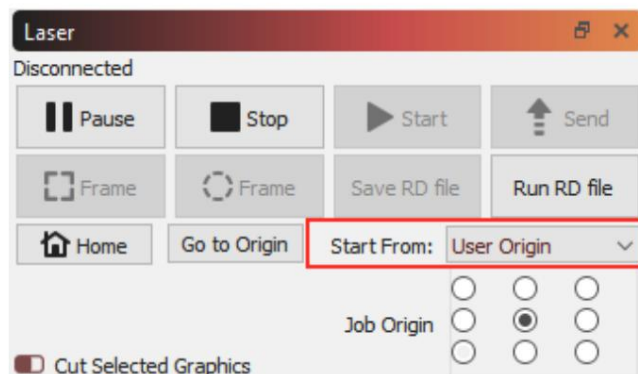 Laser
Disconnected
Pause Stop Start Send
Frame Frame Save RD file Run RD file
Home Go to Origin Start From: User Origin
Job Origin
Cut Selected Graphics